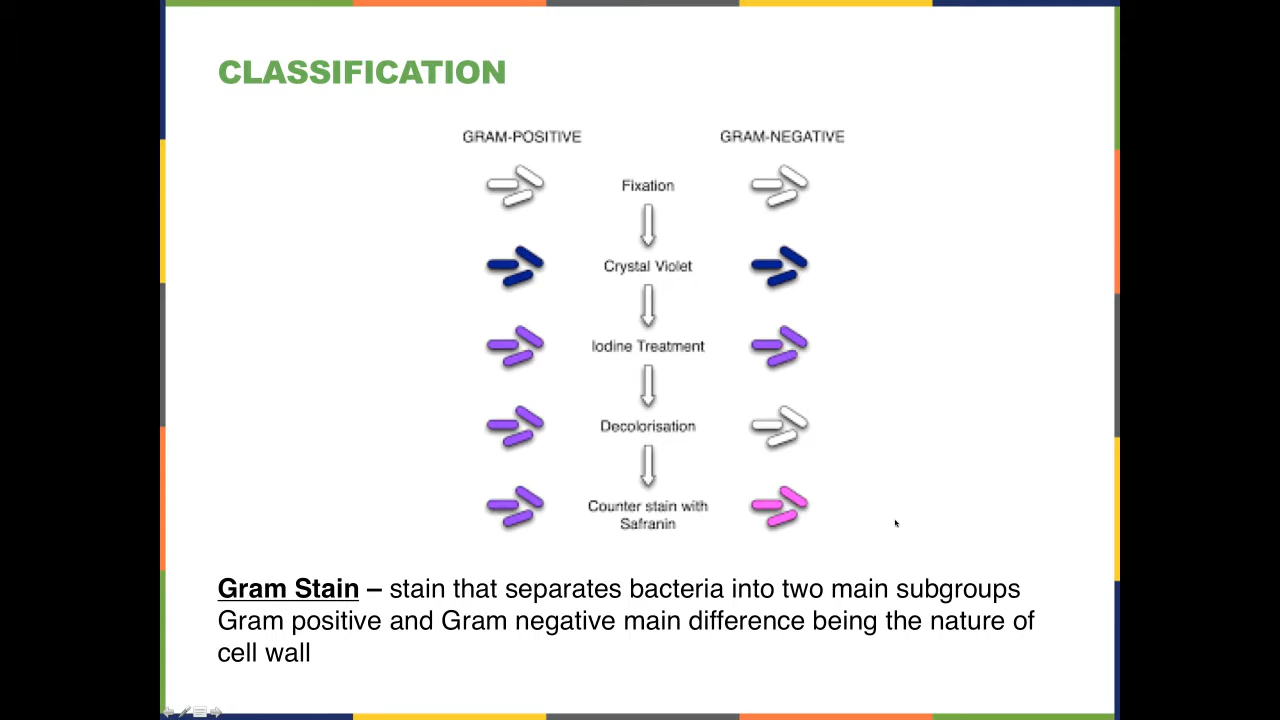 CLASSIFICATION
GRAM-POSITIVE
GRAM-NEGATIVE
Fixation
Crystal Violet
Iodine Treatment
Decolorisation
Counter stain with
Safranin
Gram Stain – stain that separates bacteria into two main subgroups
Gram positive and Gram negative main difference being the nature of
cell wall